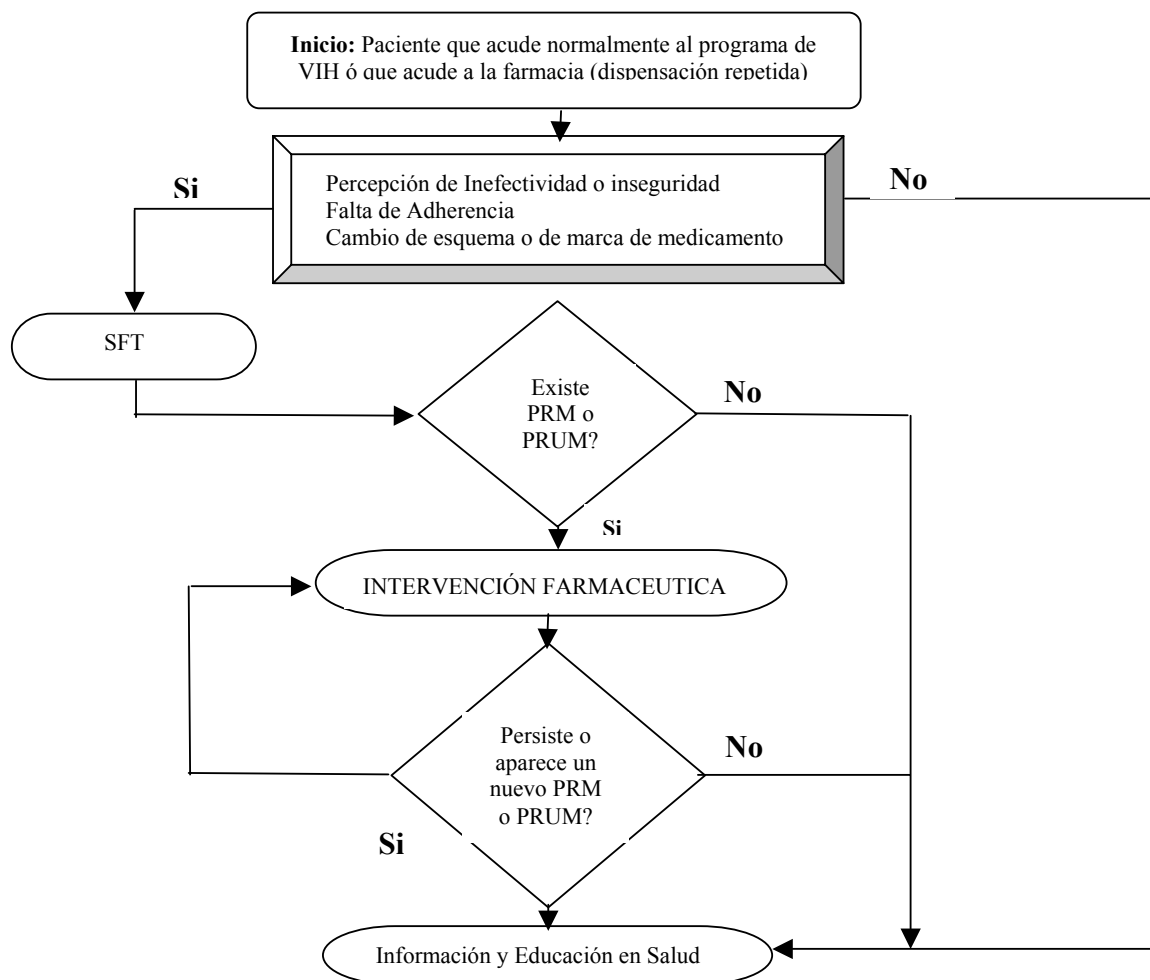 Inicio: Paciente que acude normalmente al programa de
VIH ó que acude a la farmacia (dispensación repetida)
Si
No
Percepción de Inefectividad o inseguridad
Falta de Adherencia
Cambio de esquema o de marca de medicamento
SFT
Existe
PRM o
PRUM?
No
Si
INTERVENCIÓN FARMACEUTICA
Persiste o
aparece un
nuevo PRM
o PRUM?
No
Si
Información y Educación en Salud